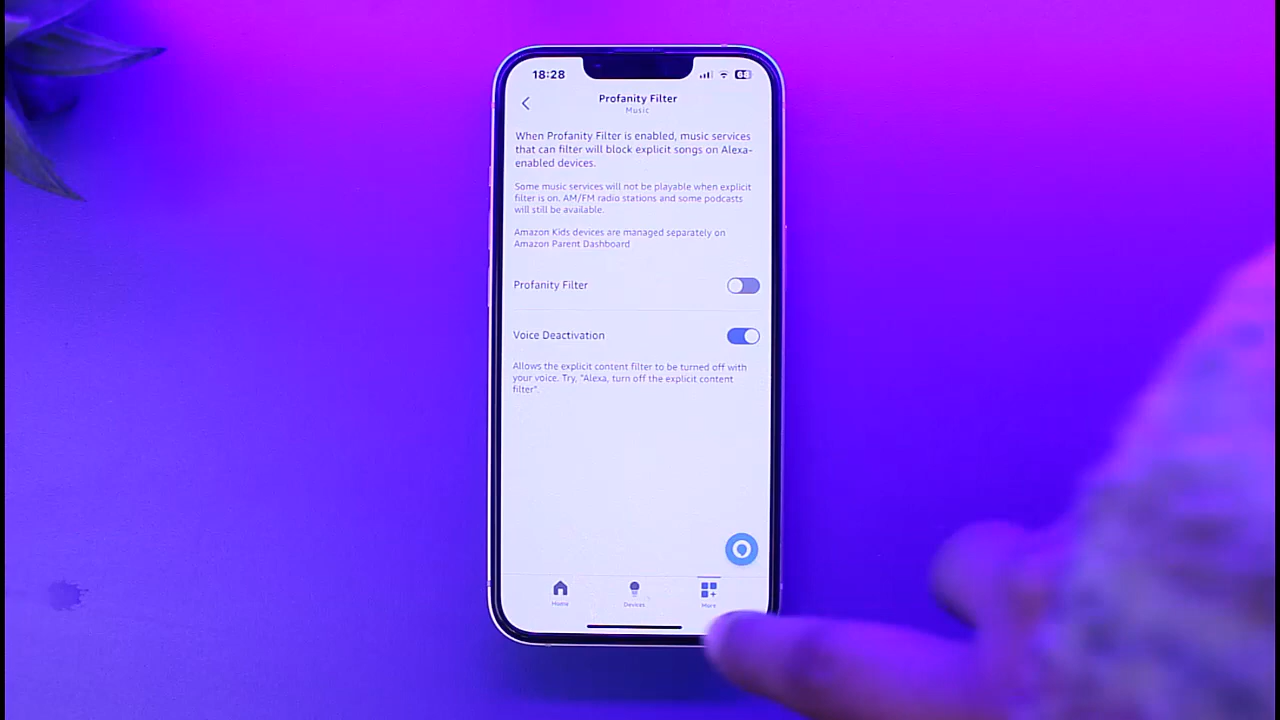 18:28
Profanity Filter
Music
When Profanity Filter is enabled, music services
that can filter will block explicit songs on Alexa-
enabled devices.
Some music services will not be playable when explicit
filter is on. AM/FM radio stations and some podcasts
will still be available.
Amazon Kids devices are managed separately on
Amazon Parent Dashboard
Profanity Filter
Voice Deactivation
Allows the explicit content filter to be turned off with
your voice. Try, "Alexa, turn off the explicit content
filter".
Home Devices More